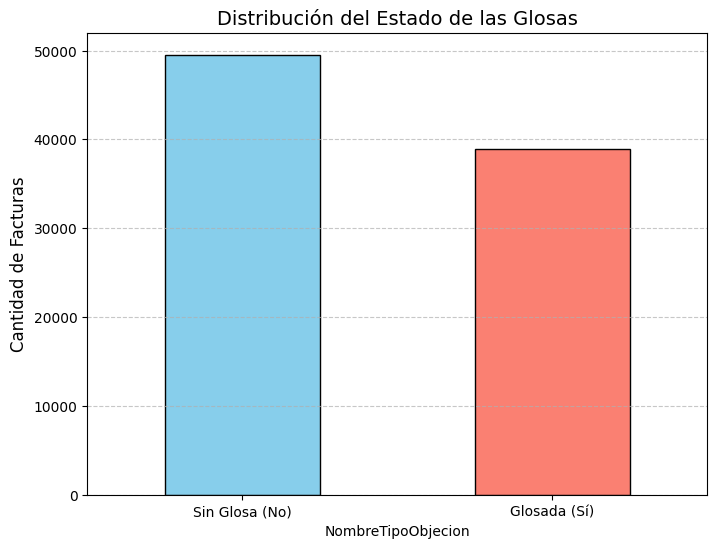 Distribución del Estado de las Glosas
Cantidad de Facturas
50000
40000
30000
20000
10000
0
Sin Glosa (No)
Glosada (Sí)
NombreTipoObjecion